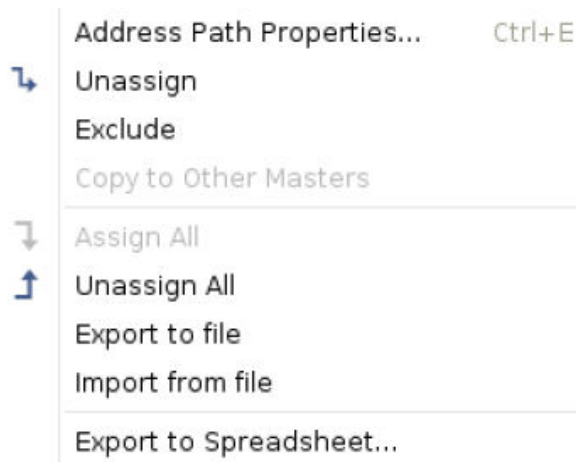 Address Path Properties... Ctrl+E
Unassign
Exclude
Copy to Other Masters
Assign All
Unassign All
Export to file
Import from file
Export to Spreadsheet...